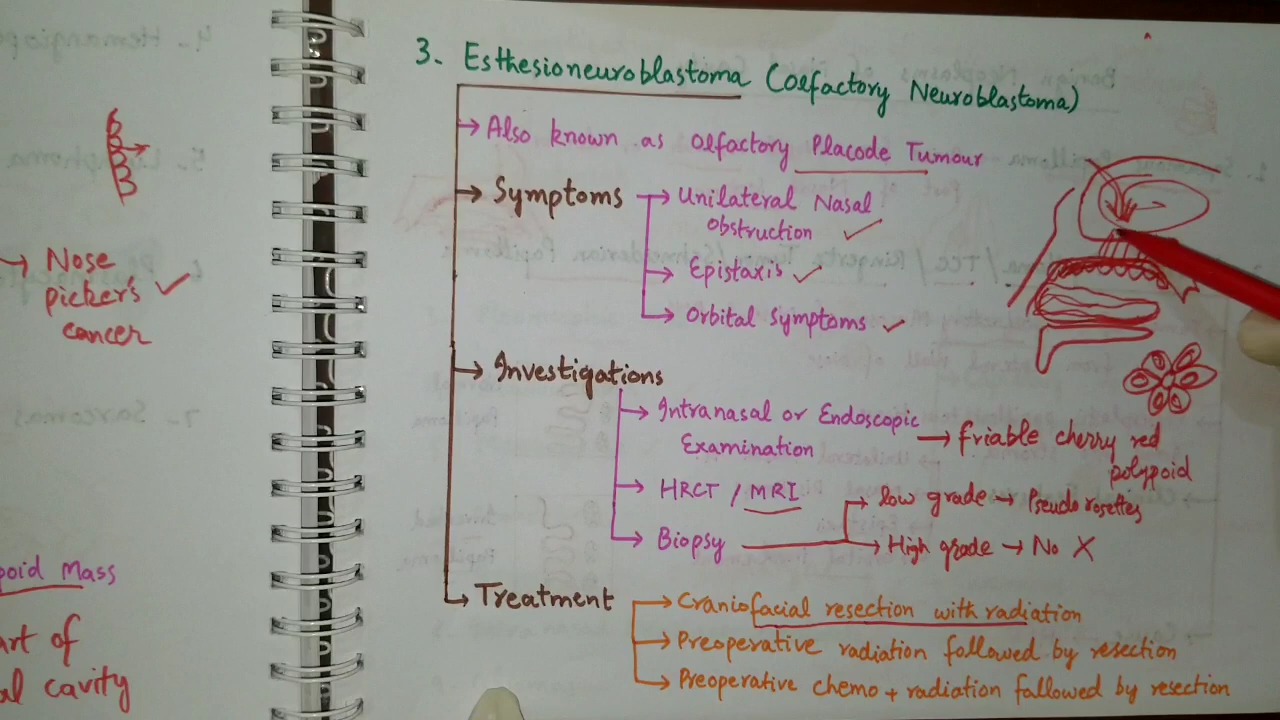 Nose
pickers
cancer
poid Mass
art of
al cavity
3. Esthesioneuroblastoma (Oefactory Neuroblastoma)
Also known as Olfactory Placode Tumour
Symptoms
Unilateral Nasal
Obstruction
Epistaxis
Orbital Symptoms
Investigations
Intranasal or Endoscopic
Examination
friable cherry red
polypoid
HRCT / MRI
Biopsy
low grade → Pseudo rosettes
High grade → No X
Treatment
Craniofacial resection with radiation
Preoperative radiation followed by resection
Preoperative chemo + radiation followed by resection